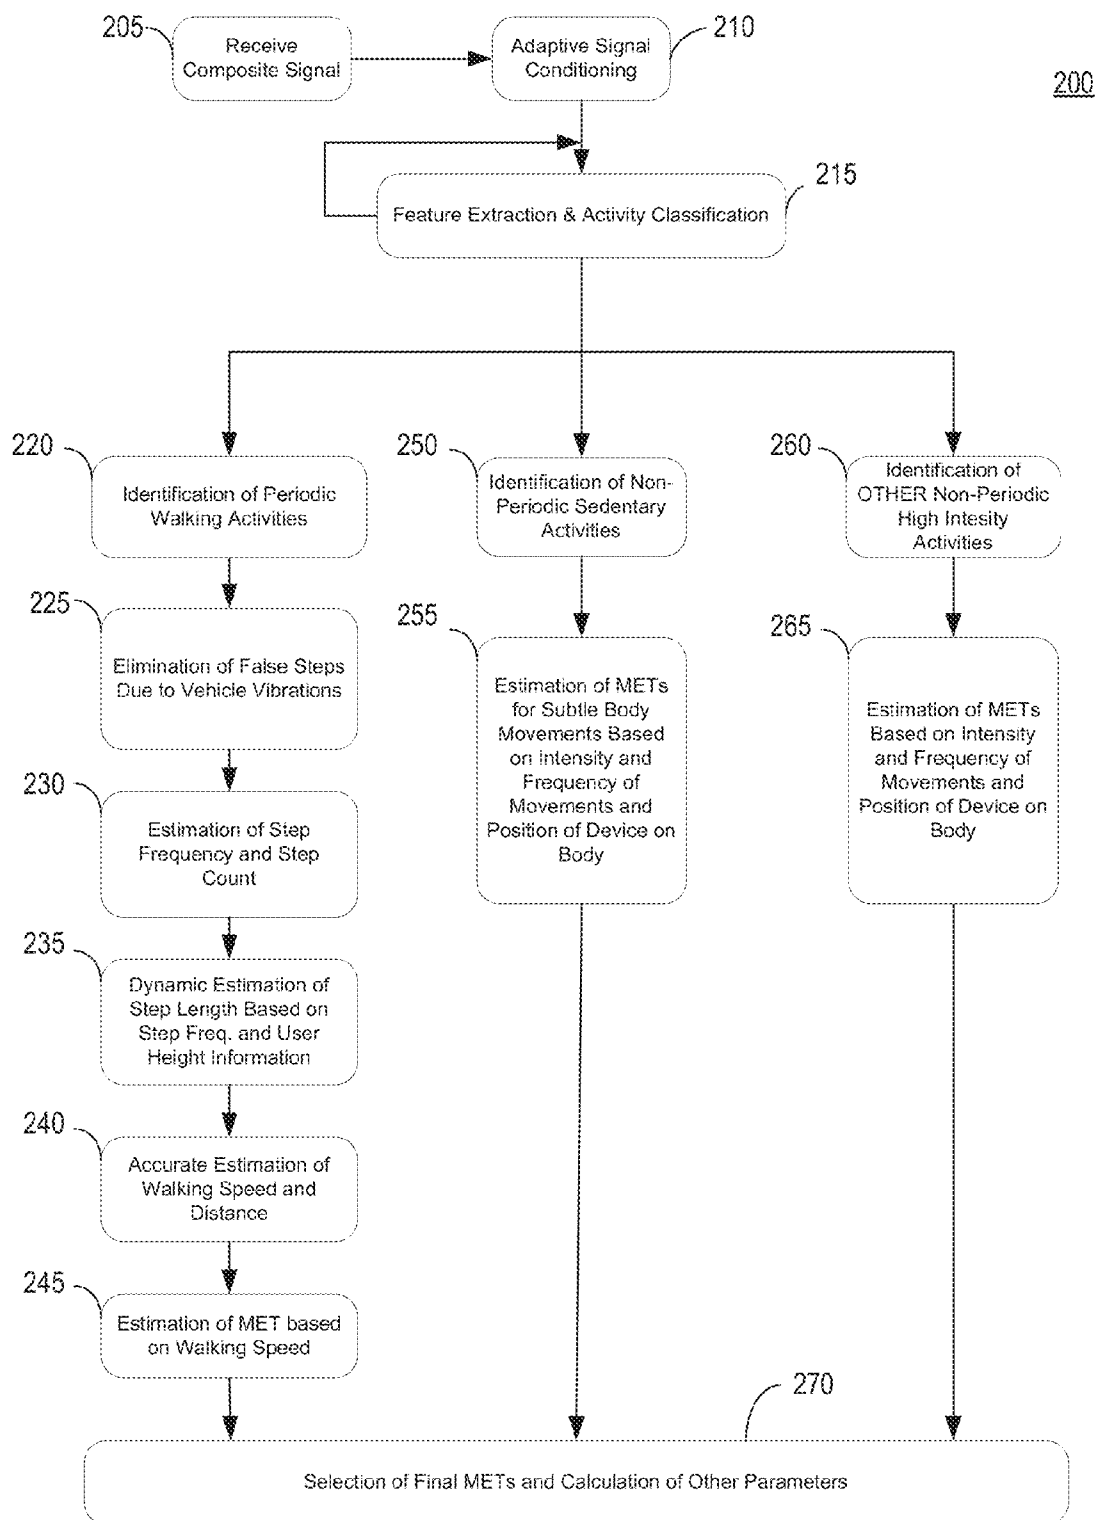 205
Receive
Composite Signal
Adaptive Signal
Conditioning
210
200
Feature Extraction & Activity Classification
215
220
Identification of Periodic
Walking Activities
250
Identification of Non-
Periodic Sedentary
Activities
260
Identification of
OTHER Non-Periodic
High Intesity
Activities
225
Elimination of False Steps
Due to Vehicle Vibrations
255
Estimation of METs
for Subtle Body
Movements Based
on Intensity and
Frequency of
Movements and
Position of Device on
Body
265
Estimation of METs
Based on Intensity
and Frequency of
Movements and
Position of Device on
Body
230
Estimation of Step
Frequency and Step
Count
235
Dynamic Estimation of
Step Length Based on
Step Freq. and User
Height Information
240
Accurate Estimation of
Walking Speed and
Distance
245
Estimation of MET based
on Walking Speed
270
Selection of Final METs and Calculation of Other Parameters